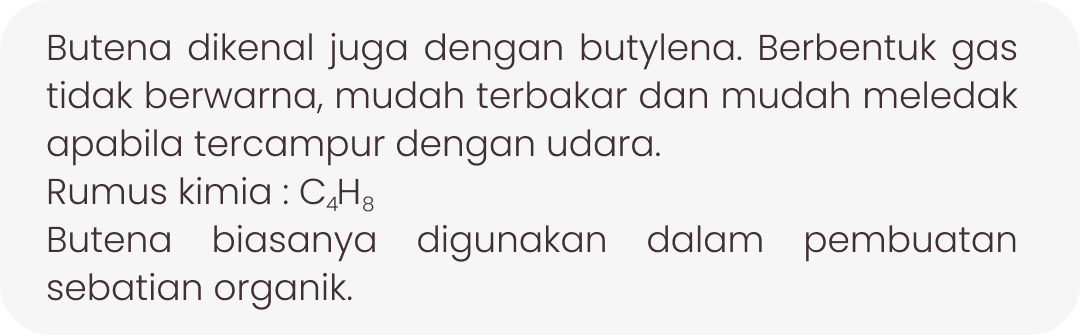 Butena dikenal juga dengan butylena. Berbentuk gas
tidak berwarna, mudah terbakar dan mudah meledak
apabila tercampur dengan udara.
Rumus kimia : C₄H₈
Butena biasanya digunakan dalam pembuatan
sebatian organik.